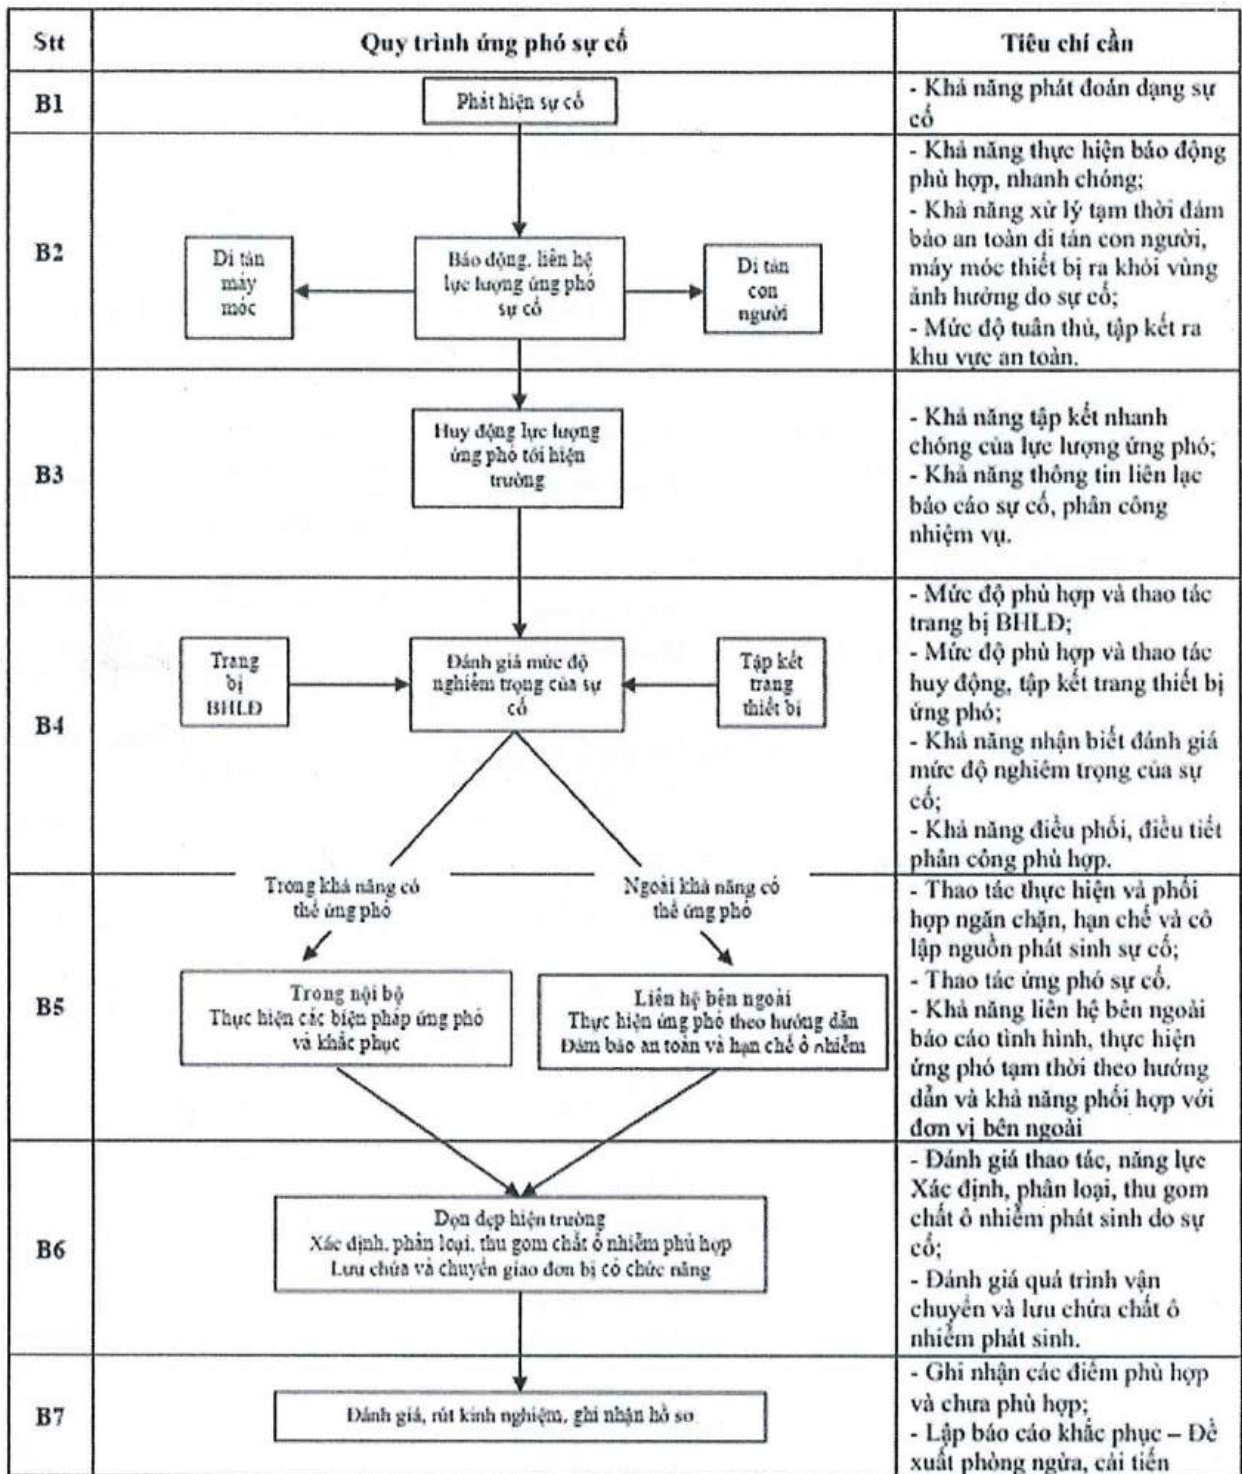 Stt
Quy trình ứng phó sự cố
Tiêu chí cần
B1
Phát hiện sự cố
- Khả năng phát đoán dạng sự
cố
B2
Di tản
máy
móc
Báo động, liên hệ
lực lượng ứng phó
sự cố
Di tản
con
người
- Khả năng thực hiện báo động
phù hợp, nhanh chóng;
- Khả năng xử lý tạm thời đảm
bảo an toàn di tản con người,
máy móc thiết bị ra khỏi vùng
ảnh hưởng do sự cố;
- Mức độ tuân thủ, tập kết ra
khu vực an toàn.
B3
Huy động lực lượng
ứng phó tới hiện
trường
- Khả năng tập kết nhanh
chóng của lực lượng ứng phó;
- Khả năng thông tin liên lạc
báo cáo sự cố, phân công
nhiệm vụ.
B4
Trang
bị
BHLĐ
Đánh giá mức độ
nghiêm trọng của sự
cố
Tập kết
trang
thiết bị
- Mức độ phù hợp và thao tác
trang bị BHLĐ;
- Mức độ phù hợp và thao tác
huy động, tập kết trang thiết bị
ứng phó;
- Khả năng nhận biết đánh giá
mức độ nghiêm trọng của sự
cố;
- Khả năng điều phối, điều tiết
phân công phù hợp.
Trong khả năng có
thể ứng phó
Ngoài khả năng có
thể ứng phó
B5
Trong nội bộ
Thực hiện các biện pháp ứng phó
và khắc phục
Liên hệ bên ngoài
Thực hiện ứng phó theo hướng dẫn
Đảm bảo an toàn và hạn chế ô nhiễm
- Thao tác thực hiện và phối
hợp ngăn chặn, hạn chế và cô
lập nguồn phát sinh sự cố;
- Thao tác ứng phó sự cố.
- Khả năng liên hệ bên ngoài
báo cáo tình hình, thực hiện
ứng phó tạm thời theo hướng
dẫn và khả năng phối hợp với
đơn vị bên ngoài
B6
Dọn dẹp hiện trường
Xác định, phân loại, thu gom chất ô nhiễm phù hợp
Lưu chứa và chuyển giao đơn bị có chức năng
- Đánh giá thao tác, năng lực
Xác định, phân loại, thu gom
chất ô nhiễm phát sinh do sự
cố;
- Đánh giá quá trình vận
chuyển và lưu chứa chất ô
nhiễm phát sinh.
B7
Đánh giá, rút kinh nghiệm, ghi nhận hồ sơ
- Ghi nhận các điểm phù hợp
và chưa phù hợp;
- Lập báo cáo khắc phục – Đề
xuất phòng ngừa, cải tiến